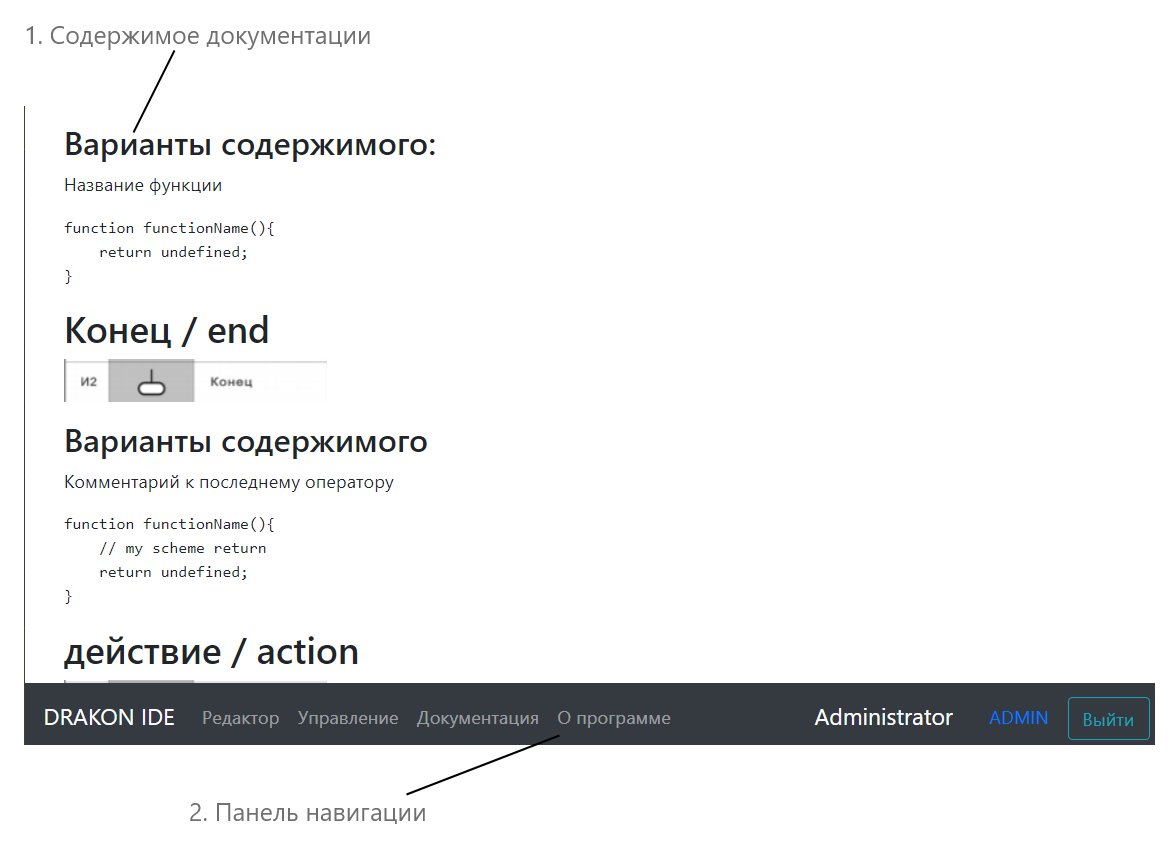 1. Содержимое документации
Варианты содержимого:
Название функции
function functionName(){
    return undefined;
}
Конец / end
И2 Конец
Варианты содержимого
Комментарий к последнему оператору
function functionName(){
    // my scheme return
    return undefined;
}
действие / action
DRAKON IDE Редактор Управление Документация О программе Administrator ADMIN Выйти
2. Панель навигации